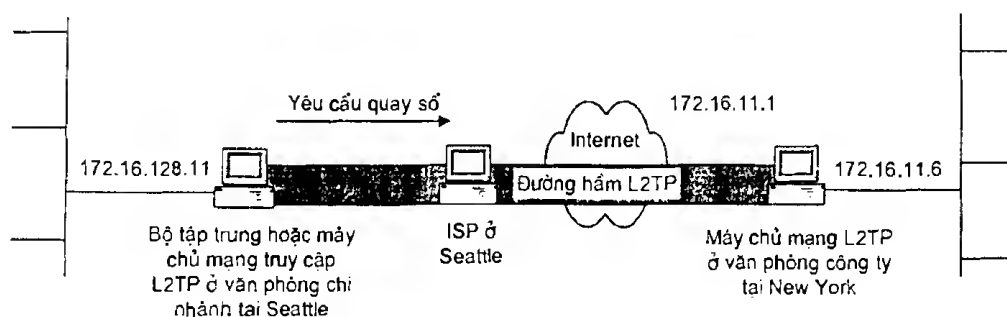 Yêu cầu quay số
172.16.11.1
Internet
172.16.128.11
Đường hầm L2TP
172.16.11.6
Bộ tập trung hoặc máy
chủ mạng truy cập
L2TP ở văn phòng chi
nhánh tại Seattle
ISP ở
Seattle
Máy chủ mạng L2TP
ở văn phòng công ty
tại New York